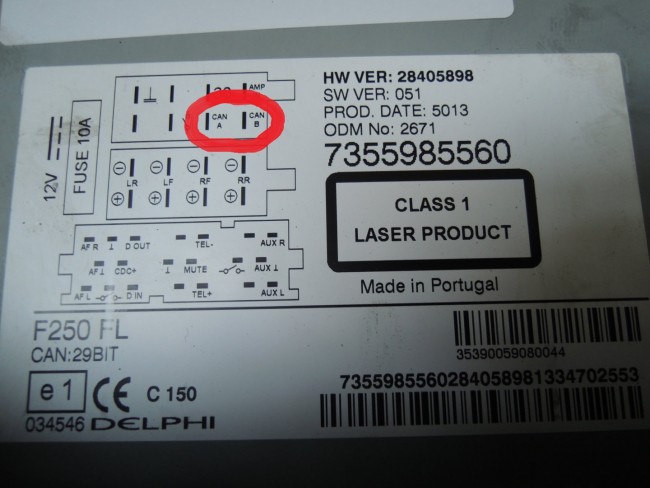 AMP
CAN A
CAN B
12V
FUSE 10A
LR LF RF RR
AF R D OUT TEL- AUX R
AF CDC+ MUTE AUX
AF L D IN TEL+ AUX L
HW VER: 28405898
SW VER: 051
PROD. DATE: 5013
ODM No: 2671
7355985560
CLASS 1
LASER PRODUCT
Made in Portugal
F250 FL
CAN:29BIT
e 1 CE C 150
034546 DELPHI
35390059080044
7355985560284058981334702553